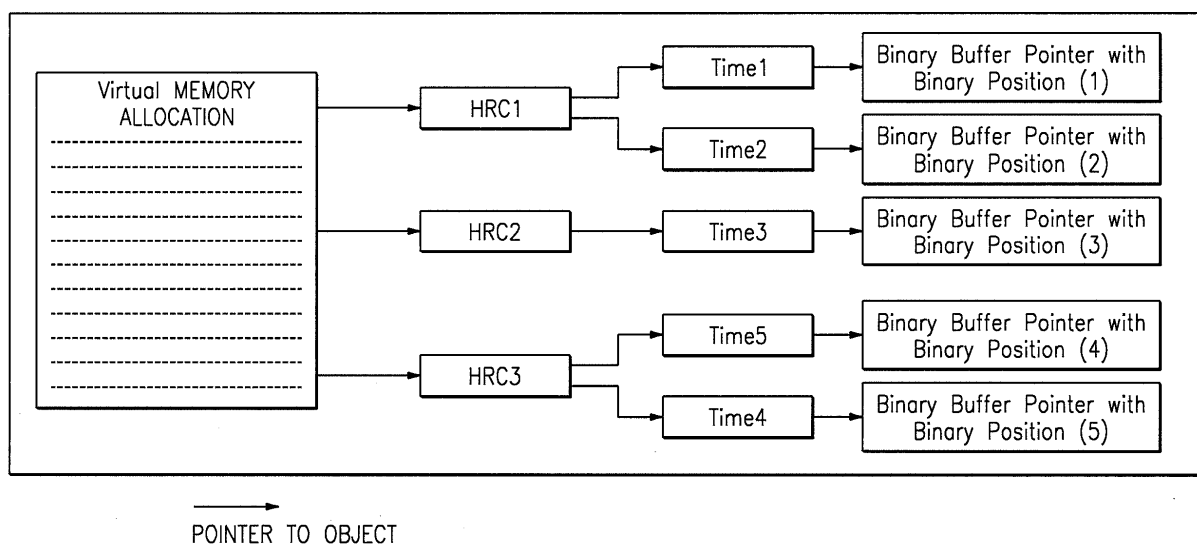 Virtual MEMORY
ALLOCATION
HRC1
Time1
Binary Buffer Pointer with
Binary Position (1)
Time2
Binary Buffer Pointer with
Binary Position (2)
HRC2
Time3
Binary Buffer Pointer with
Binary Position (3)
HRC3
Time5
Binary Buffer Pointer with
Binary Position (4)
Time4
Binary Buffer Pointer with
Binary Position (5)
POINTER TO OBJECT